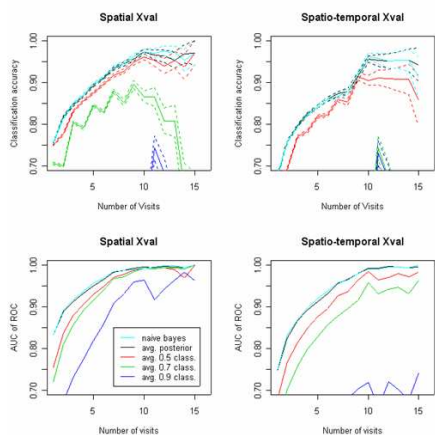 Spatial Xval
Spatio-temporal Xval
Classification accuracy
0.70 0.80 0.90 1.00
5 10 15
Number of Visits
Classification accuracy
0.70 0.80 0.90 1.00
5 10 15
Number of Visits
Spatial Xval
Spatio-temporal Xval
AUC of ROC
0.70 0.80 0.90 1.00
naive bayes
avg. posterior
avg. 0.5 class.
avg. 0.7 class.
avg. 0.9 class.
5 10 15
Number of visits
AUC of ROC
0.70 0.80 0.90 1.00
5 10 15
Number of visits